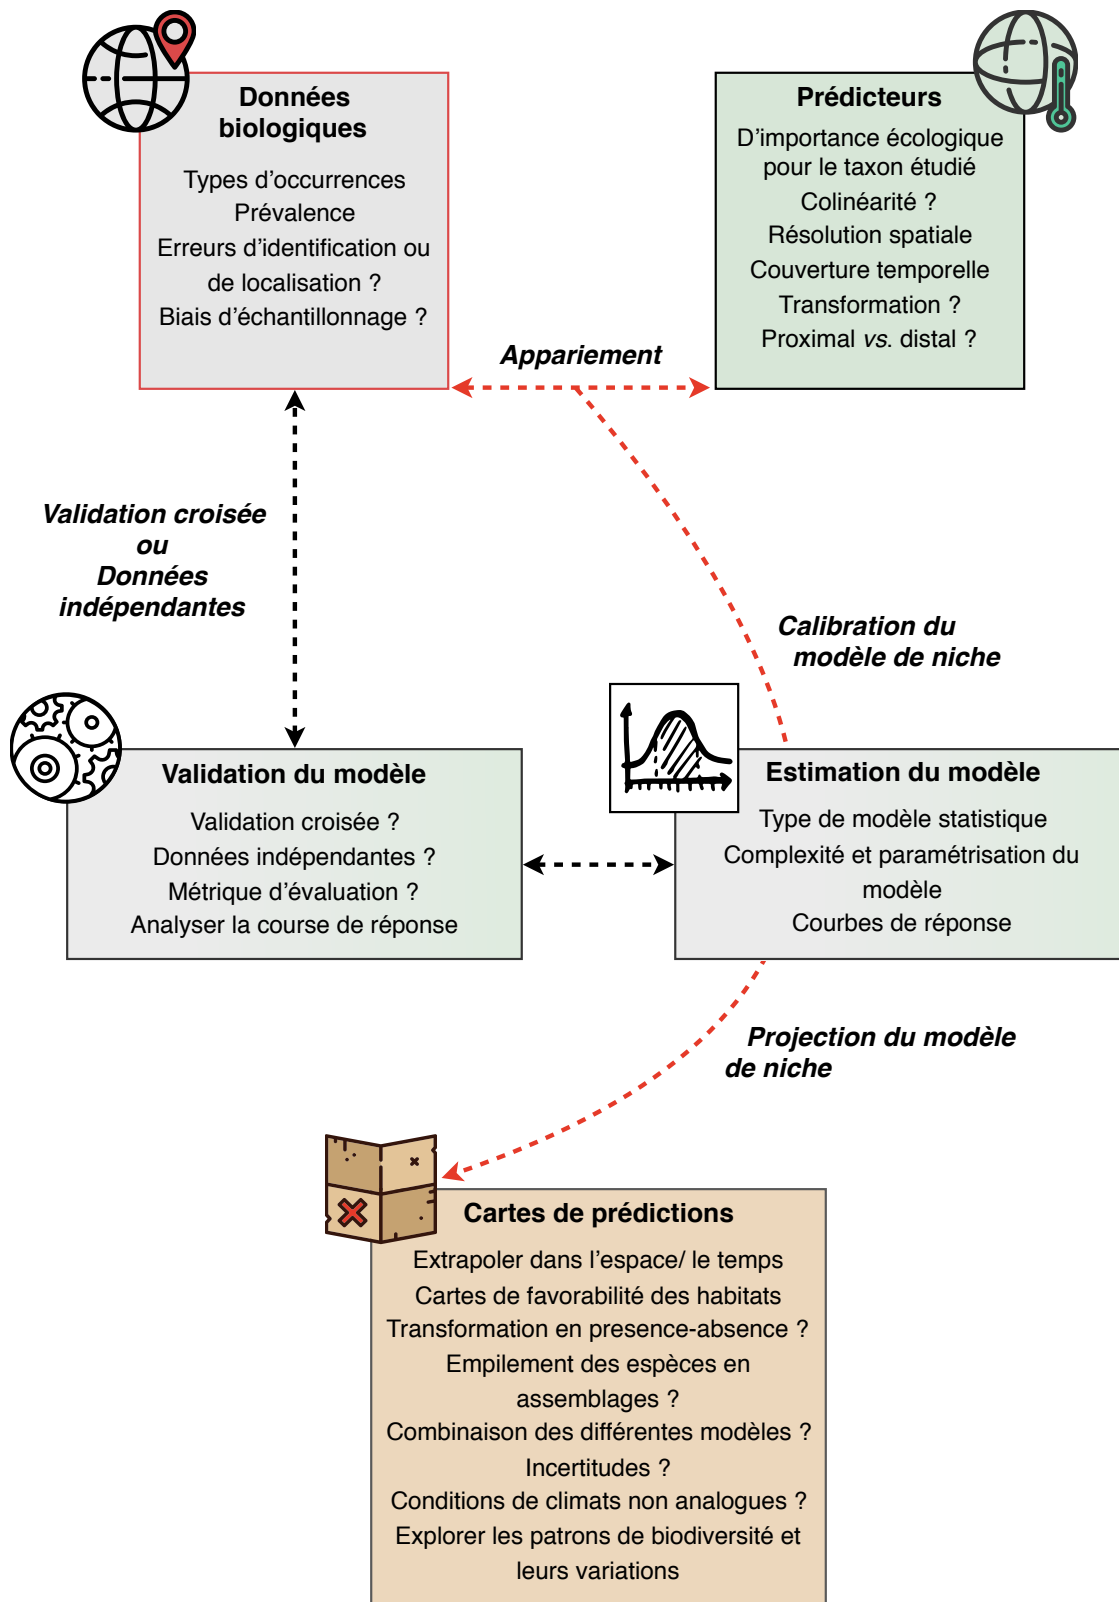 Données
biologiques
Types d'occurrences
Prévalence
Erreurs d'identification ou
de localisation ?
Biais d'échantillonnage ?
Prédicteurs
D'importance écologique
pour le taxon étudié
Colinéarité ?
Résolution spatiale
Couverture temporelle
Transformation ?
Proximal vs. distal ?
Appariement
Validation croisée
ou
Données
indépendantes
Calibration du
modèle de niche
Validation du modèle
Validation croisée ?
Données indépendantes ?
Métrique d'évaluation ?
Analyser la course de réponse
Estimation du modèle
Type de modèle statistique
Complexité et paramétrisation du
modèle
Courbes de réponse
Projection du modèle
de niche
Cartes de prédictions
Extrapoler dans l'espace/ le temps
Cartes de favorabilité des habitats
Transformation en presence-absence ?
Empilement des espèces en
assemblages ?
Combinaison des différentes modèles ?
Incertitudes ?
Conditions de climats non analogues ?
Explorer les patrons de biodiversité et
leurs variations